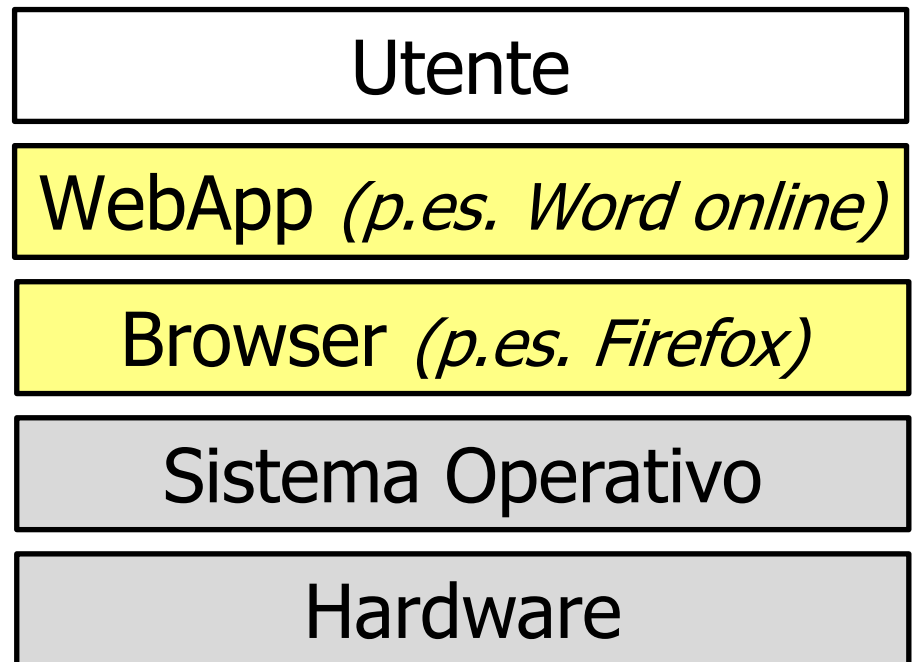 Utente
WebApp (p.es. Word online)
Browser (p.es. Firefox)
Sistema Operativo
Hardware